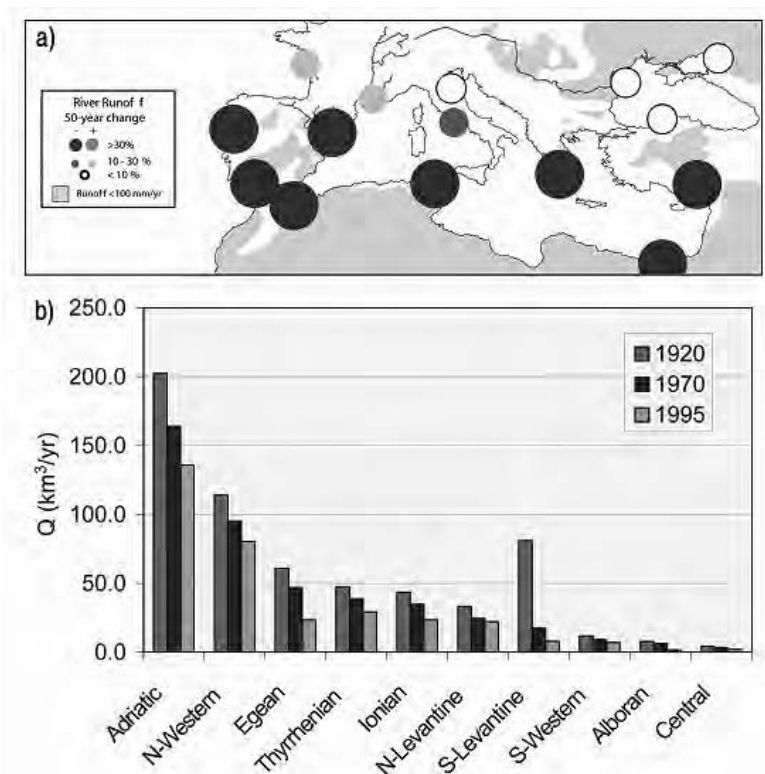 a)
River Runof f
50-year change
- +
>30%
10 - 30 %
< 10 %
Runoff <100 mm/yr
b)
250.0
200.0
150.0
100.0
50.0
0.0
Q (km³/yr)
1920
1970
1995
Adriatic
N-Western
Egean
Thyrrhenian
Ionian
N-Levantine
S-Levantine
S-Western
Alboran
Central